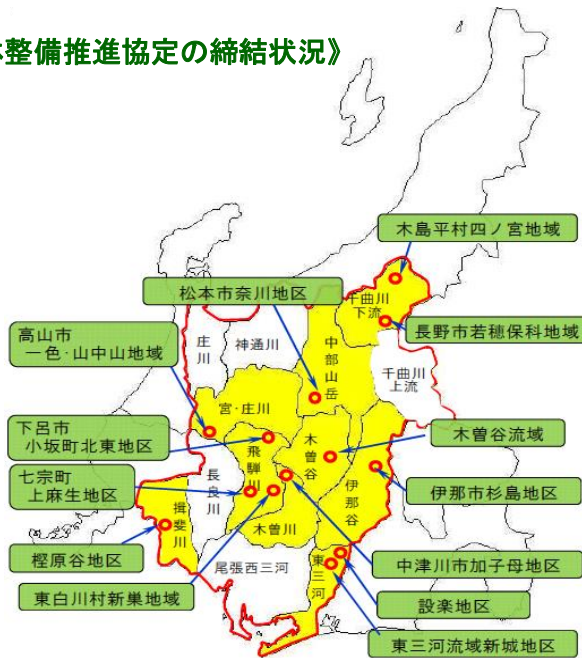 整備推進協定の締結状況》
木島平村四ノ宮地域
松本市奈川地区
千曲川
下流
長野市若穂保科地域
高山市
一色・山中山地域
庄川
神通川
中部山岳
千曲川
上流
宮・庄川
下呂市
小坂町北東地区
飛騨川
木曽谷
木曽谷流域
七宗町
上麻生地区
長良川
伊那谷
伊那市杉島地区
揖斐川
木曽川
樫原谷地区
尾張西三河
東三河
中津川市加子母地区
東白川村新巣地域
設楽地区
東三河流域新城地区